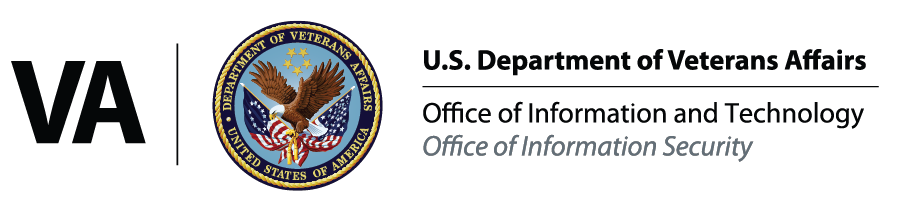 VA
DEPARTMENT OF VETERANS AFFAIRS
UNITED STATES OF AMERICA
U.S. Department of Veterans Affairs
Office of Information and Technology
Office of Information Security